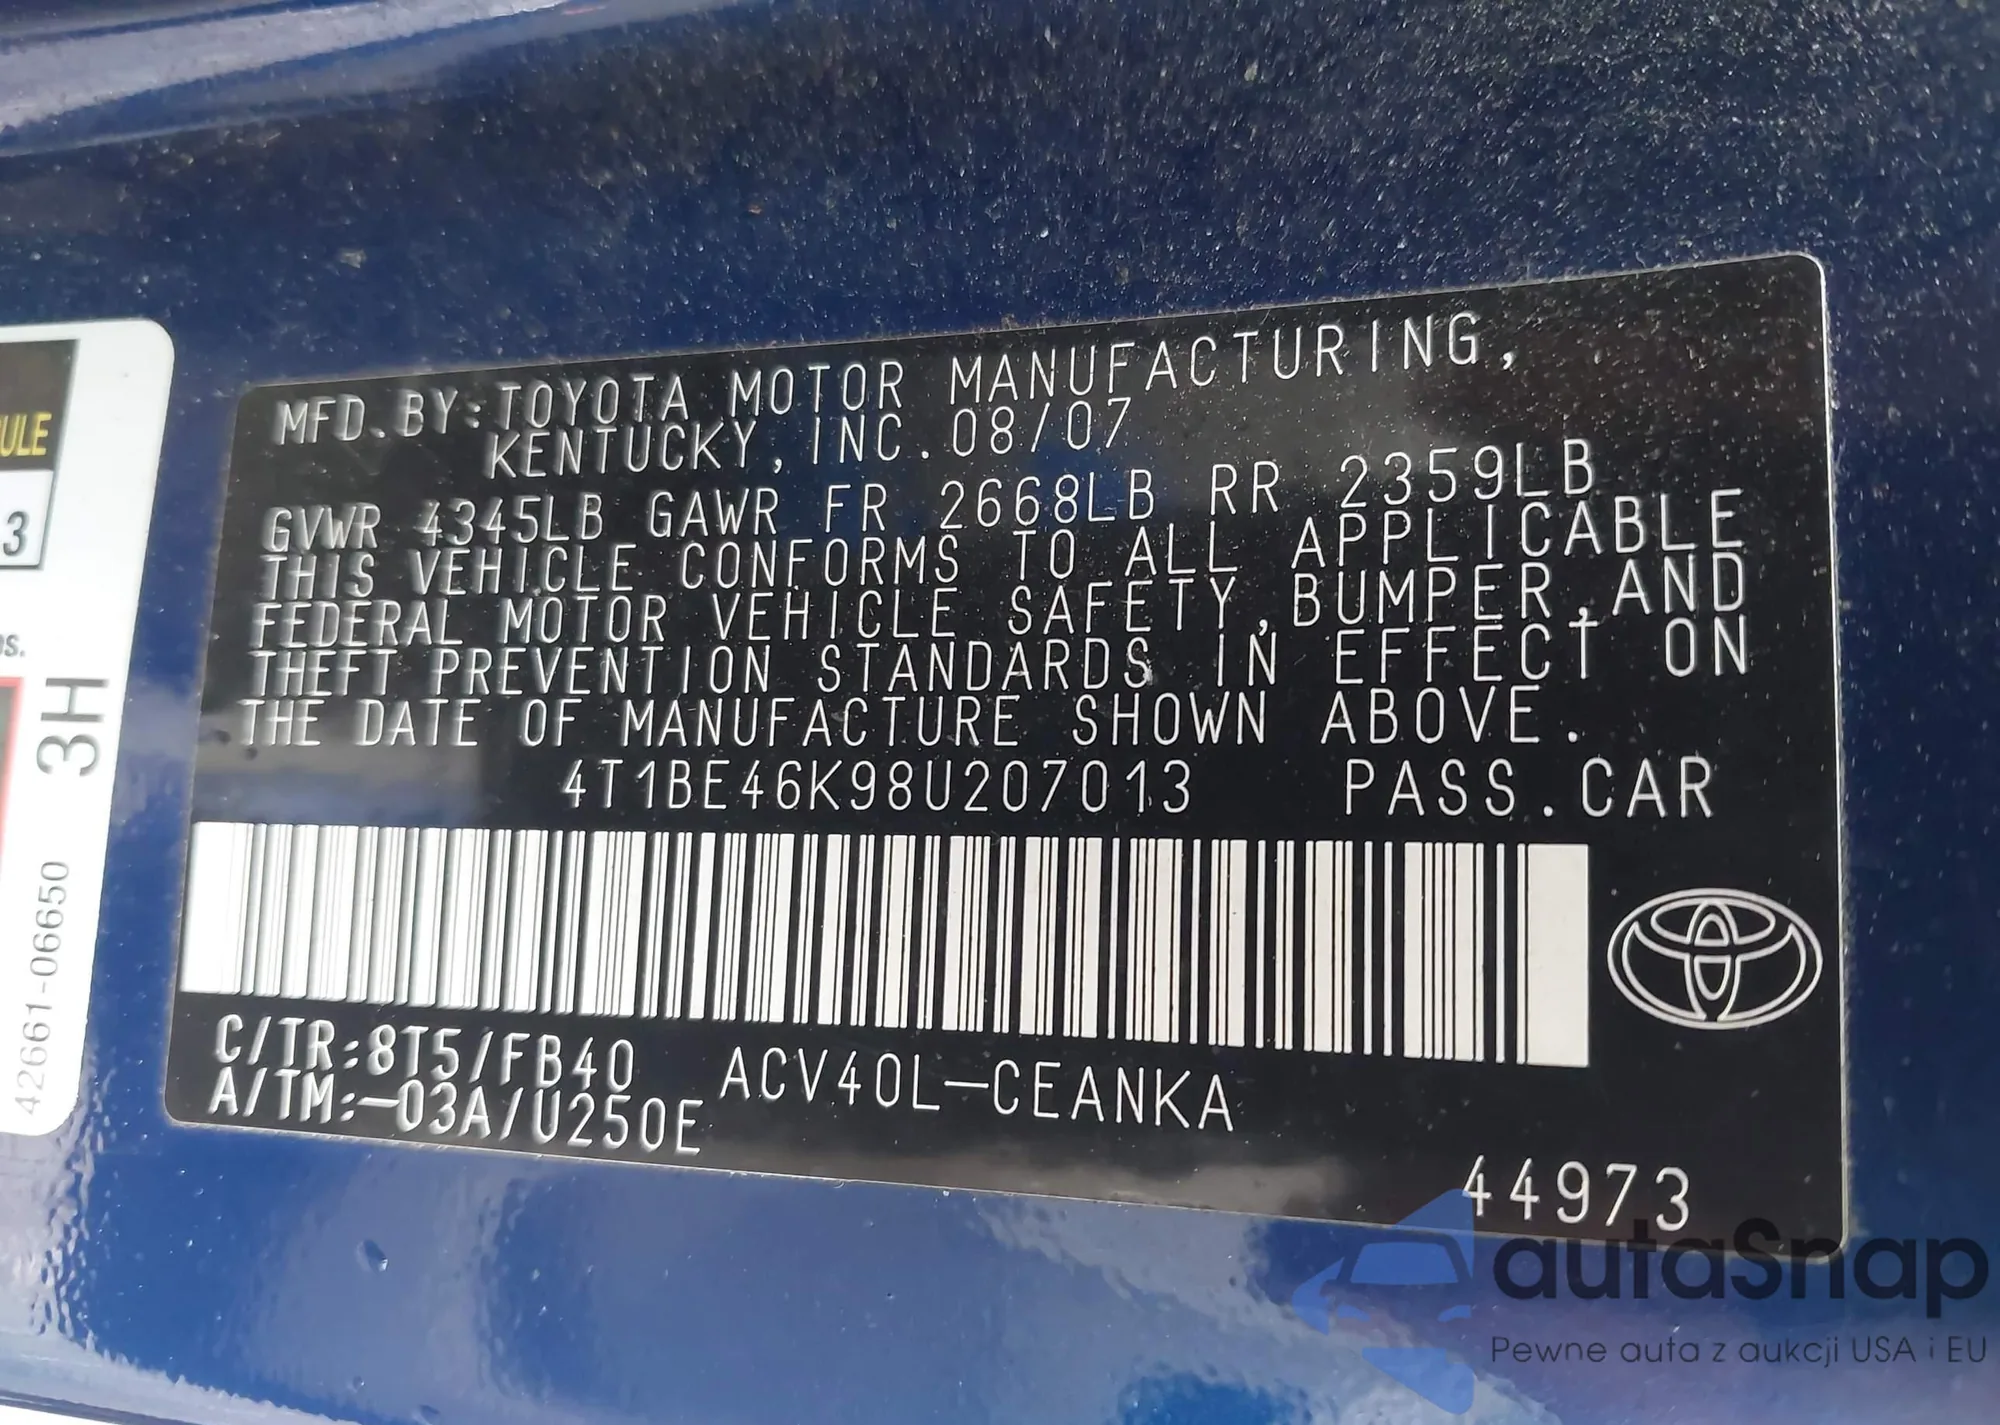 MFD.BY:TOYOTA MOTOR MANUFACTURING,
KENTUCKY, INC. 08/07
GVWR 4345LB GAWR FR 2668LB RR 2359LB
THIS VEHICLE CONFORMS TO ALL APPLICABLE
FEDERAL MOTOR VEHICLE SAFETY,BUMPER,AND
THEFT PREVENTION STANDARDS IN EFFECT ON
THE DATE OF MANUFACTURE SHOWN ABOVE.
4T1BE46K98U207013 PASS.CAR
C/TR:8T5/FB40 ACV40L-CEANKA
A/TM:-03A/U250E
44973
3
3H
42661-06650
autaSnap
Pewne auta z aukcji USA i EU